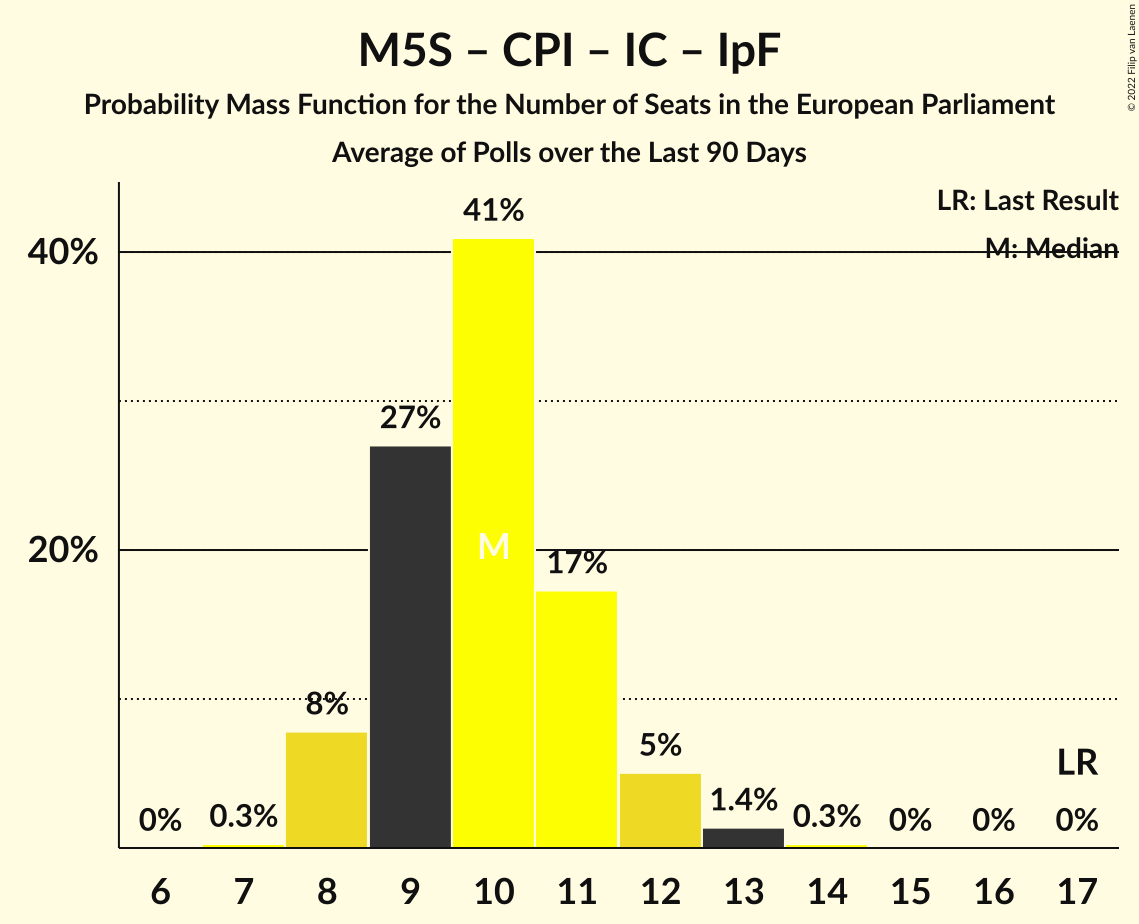 M5S – CPI – IC – IpF
Probability Mass Function for the Number of Seats in the European Parliament
Average of Polls over the Last 90 Days
© 2022 Filip van Laenen
LR: Last Result
M: Median
41%
40%
27%
M
20%
17%
8%
5%
LR
0%
0.3%
1.4%
0.3%
0%
0%
0%
6 7 8 9 10 11 12 13 14 15 16 17